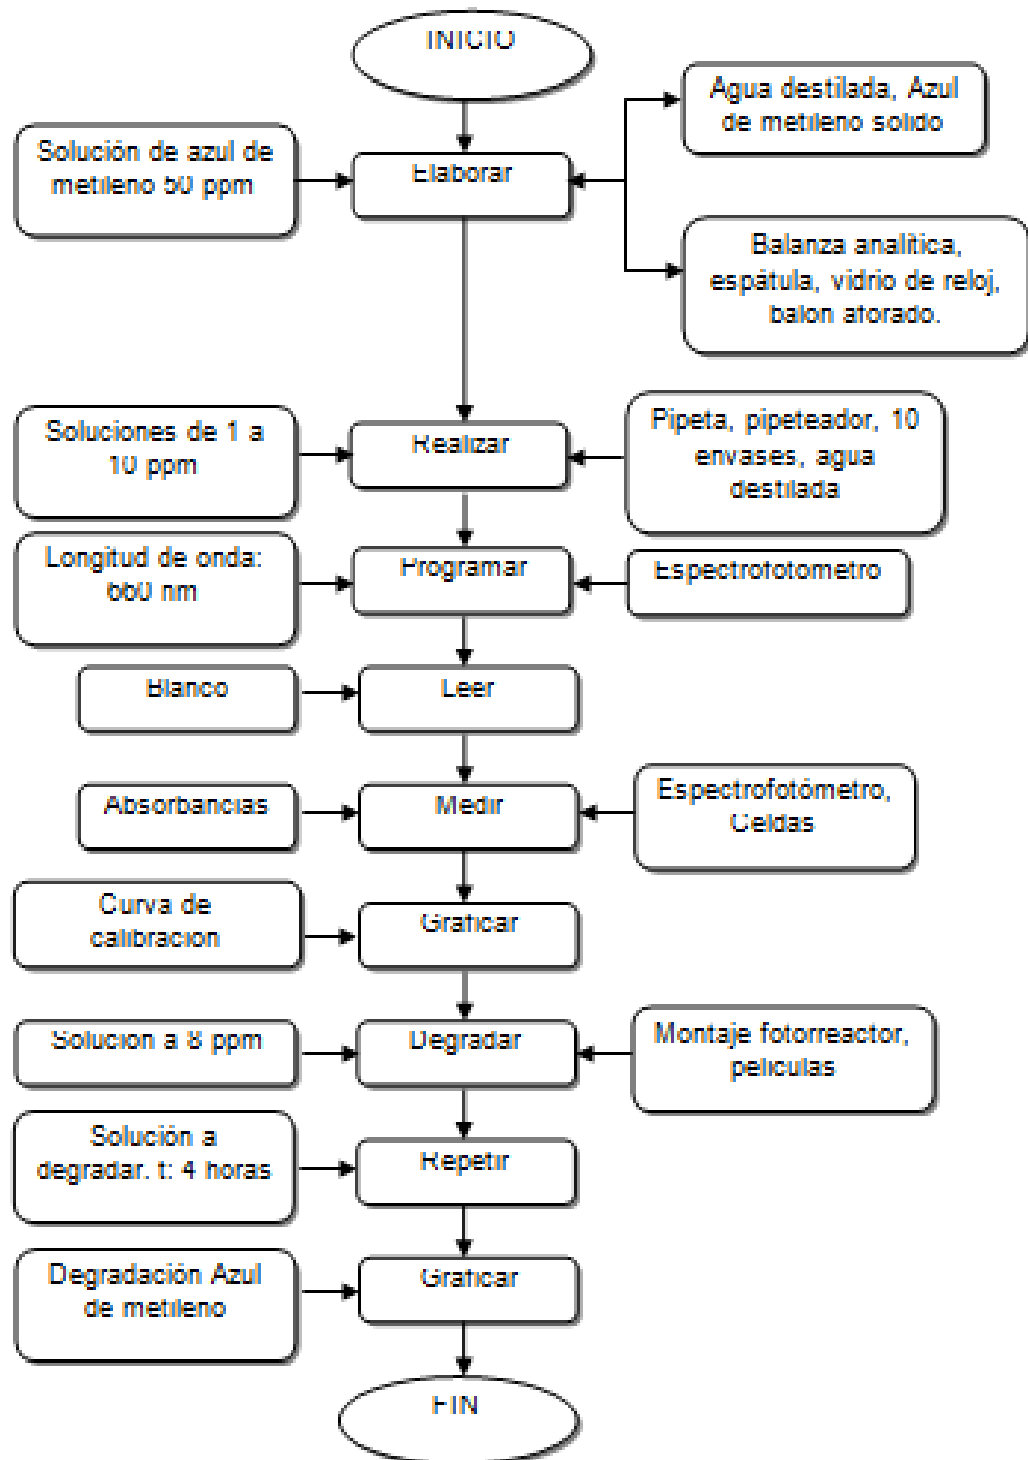 INICIO
Agua destilada, Azul
de metileno solido
Solución de azul de
metileno 50 ppm
Elaborar
Balanza analítica,
espátula, vidrio de reloj,
balon aforado.
Soluciones de 1 a
10 ppm
Realizar
Pipeta, pipeteador, 10
envases, agua
destilada
Longitud de onda:
660 nm
Programar
Espectrofotometro
Blanco
Leer
Absorbancias
Medir
Espectrofotómetro,
Celdas
Curva de
calibracion
Graficar
Solucion a 8 ppm
Degradar
Montaje fotorreactor,
peliculas
Solución a
degradar. t: 4 horas
Repetir
Degradación Azul
de metileno
Graficar
FIN